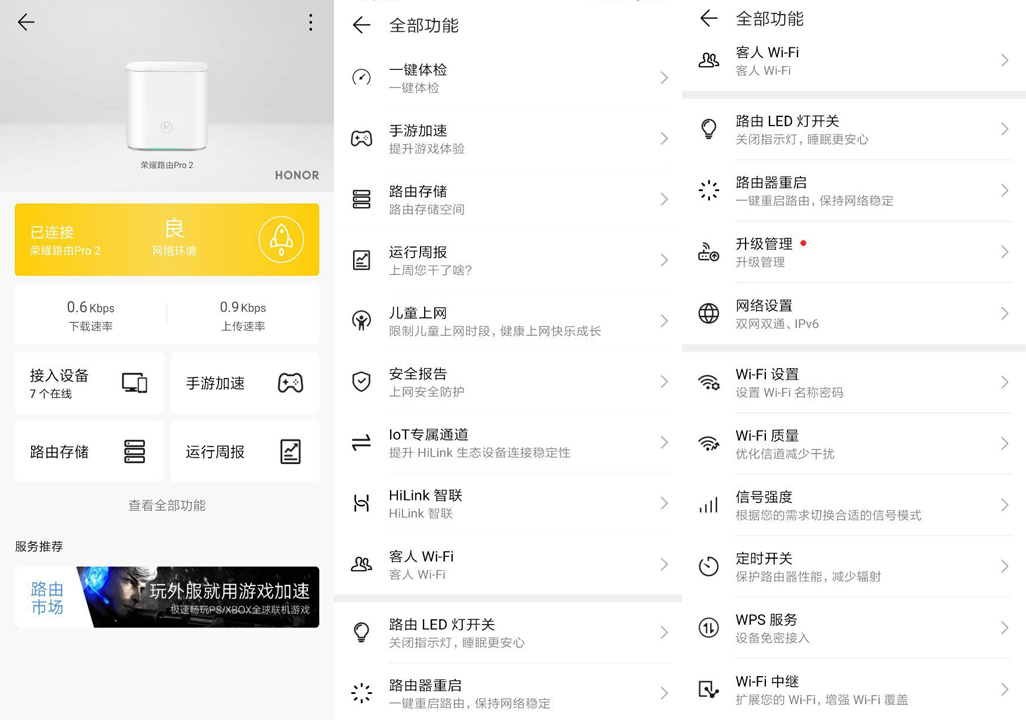 荣耀路由Pro 2
HONOR
已连接
荣耀路由Pro 2
良
网络环境
0.6 Kbps
下载速率
0.9 Kbps
上传速率
接入设备
7 个在线
手游加速
路由存储
运行周报
查看全部功能
服务推荐
路由
市场
玩外服就用游戏加速
极速畅玩PS/XBOX全球联机游戏
全部功能
一键体检
一键体检
手游加速
提升游戏体验
路由存储
路由存储空间
运行周报
上周您干了啥?
儿童上网
限制儿童上网时段，健康上网快乐成长
安全报告
上网安全防护
IoT专属通道
提升 HiLink 生态设备连接稳定性
HiLink 智联
HiLink 智联
客人 Wi-Fi
客人 Wi-Fi
路由 LED 灯开关
关闭指示灯，睡眠更安心
路由器重启
一键重启路由，保持网络稳定
全部功能
客人 Wi-Fi
客人 Wi-Fi
路由 LED 灯开关
关闭指示灯，睡眠更安心
路由器重启
一键重启路由，保持网络稳定
升级管理
升级管理
网络设置
双网双通、IPv6
Wi-Fi 设置
设置 Wi-Fi 名称密码
Wi-Fi 质量
优化信道减少干扰
信号强度
根据您的需求切换合适的信号模式
定时开关
保护路由器性能，减少辐射
WPS 服务
设备免密接入
Wi-Fi 中继
扩展您的 Wi-Fi，增强 Wi-Fi 覆盖